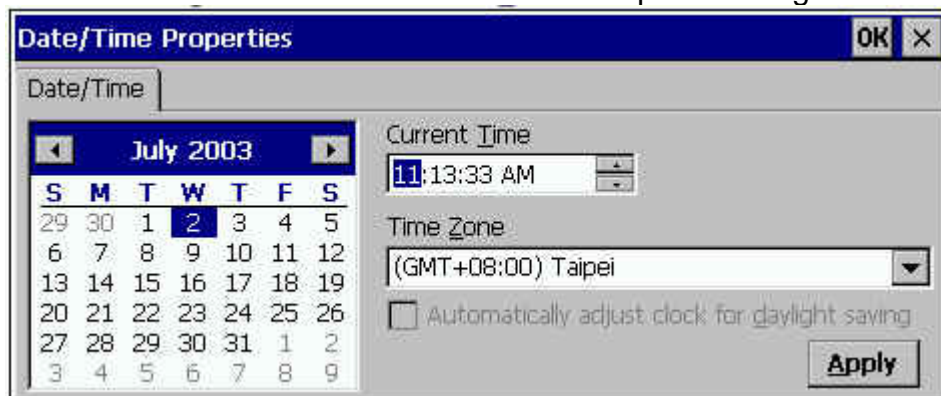 Date/Time Properties OK ×
Date/Time
July 2003
S M T W T F S
29 30 1 2 3 4 5
6 7 8 9 10 11 12
13 14 15 16 17 18 19
20 21 22 23 24 25 26
27 28 29 30 31 1 2
3 4 5 6 7 8 9
Current Time
11:13:33 AM
Time Zone
(GMT+08:00) Taipei
Automatically adjust clock for daylight saving
Apply